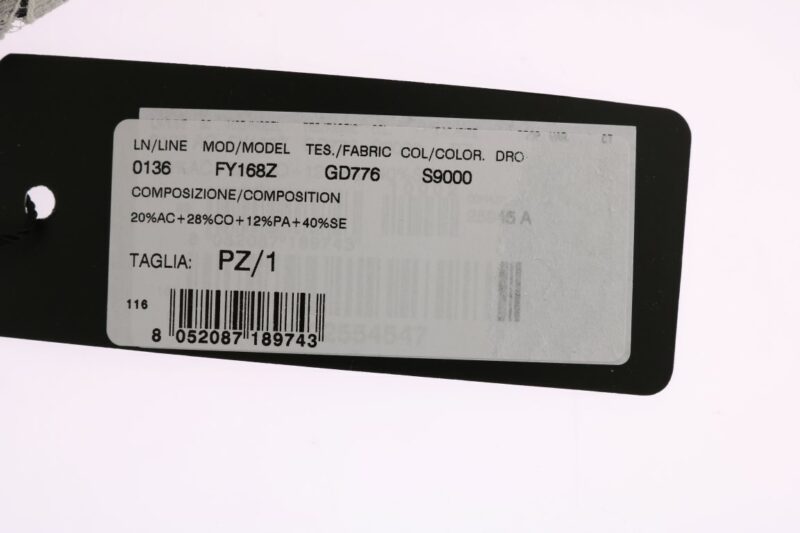 LN/LINE MOD/MODEL TES./FABRIC COL/COLOR. DRO
0136 FY168Z GD776 S9000
COMPOSIZIONE/COMPOSITION
20%AC+28%CO+12%PA+40%SE
TAGLIA: PZ/1
116
8 052087 189743